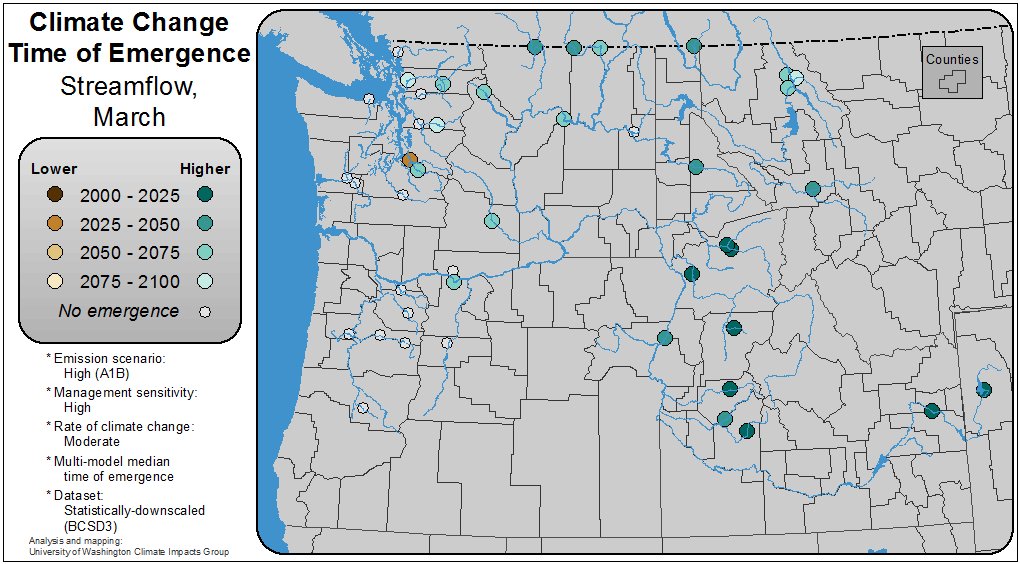 Climate Change
Time of Emergence
Streamflow,
March
Lower Higher
2000 - 2025
2025 - 2050
2050 - 2075
2075 - 2100
No emergence
* Emission scenario:
High (A1B)
* Management sensitivity:
High
* Rate of climate change:
Moderate
* Multi-model median
time of emergence
* Dataset:
Statistically-downscaled
(BCSD3)
Analysis and mapping:
University of Washington Climate Impacts Group
Counties